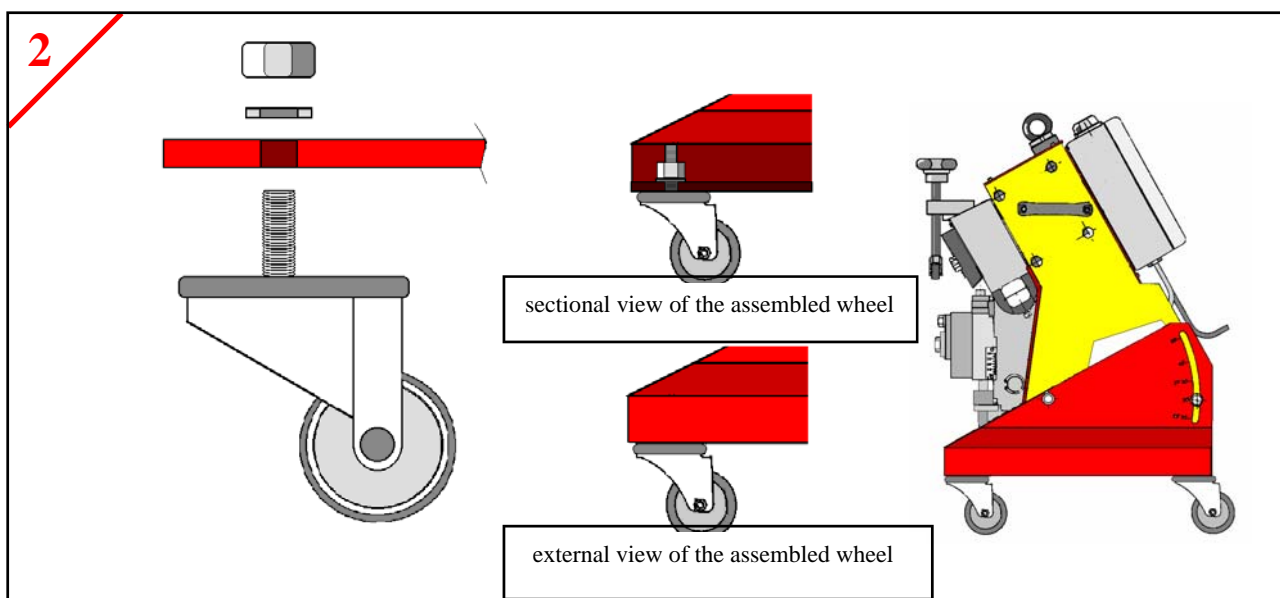 2
sectional view of the assembled wheel
external view of the assembled wheel